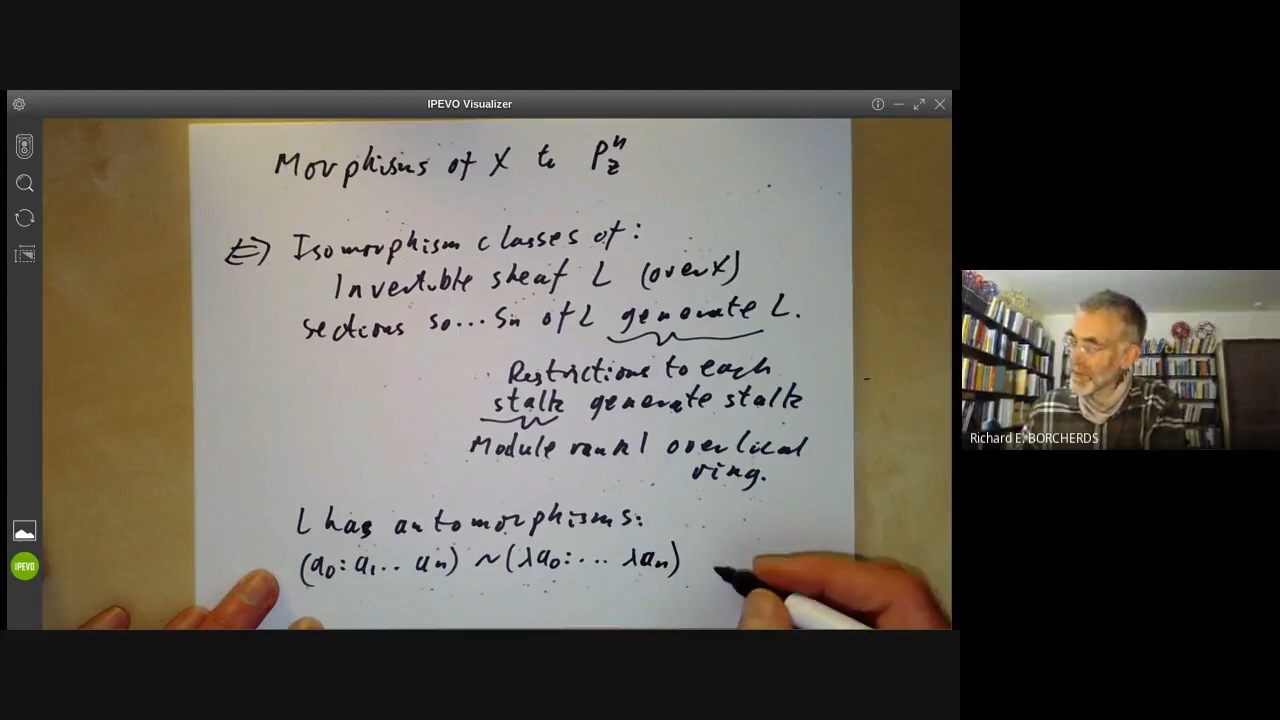 IPEVO Visualizer
Morphisms of X to P^n_Z
⇔ Isomorphism classes of:
Invertible sheaf L (over X)
sections s0... sn of L generate L.
Restrictions to each
stalk generate stalk
Module rank 1 over local
ring.
L has automorphisms:
(a0:a1.. an) ~ (λa0:... λan)
Richard E. BORCHERDS
IPEVO